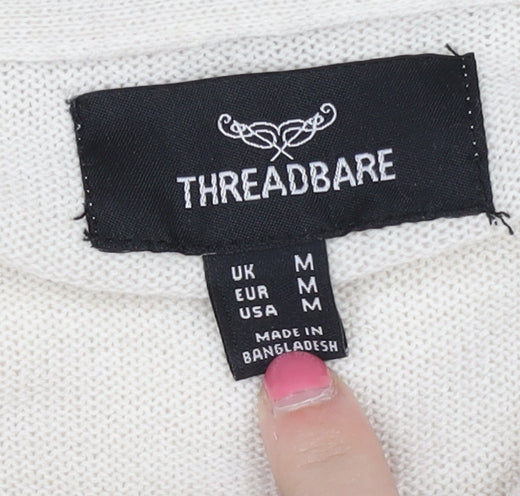 THREADBARE
UK M
EUR M
USA M
MADE IN
BANGLADESH